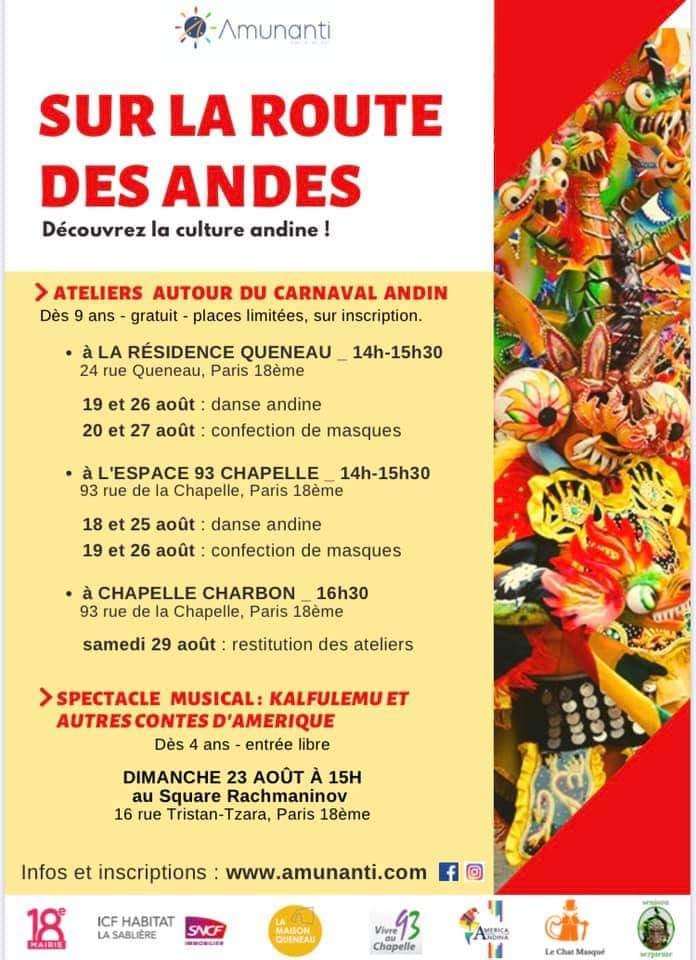 Amunanti
SUR LA ROUTE
DES ANDES
Découvrez la culture andine !
ATELIERS AUTOUR DU CARNAVAL ANDIN
Dès 9 ans - gratuit - places limitées, sur inscription.
• à LA RÉSIDENCE QUENEAU _ 14h-15h30
24 rue Queneau, Paris 18ème
19 et 26 août : danse andine
20 et 27 août : confection de masques
• à L'ESPACE 93 CHAPELLE _ 14h-15h30
93 rue de la Chapelle, Paris 18ème
18 et 25 août : danse andine
19 et 26 août : confection de masques
• à CHAPELLE CHARBON _ 16h30
93 rue de la Chapelle, Paris 18ème
samedi 29 août : restitution des ateliers
SPECTACLE MUSICAL : KALFULEMU ET
AUTRES CONTES D'AMERIQUE
Dès 4 ans - entrée libre
DIMANCHE 23 AOÛT À 15H
au Square Rachmaninov
16 rue Tristan-Tzara, Paris 18ème
Infos et inscriptions : www.amunanti.com
18e
MAIRIE
ICF HABITAT
LA SABLIÈRE
SNCF
IMMOBILIER
LA
MAISON
QUENEAU
93
Vivre
au
Chapelle
AMERICA
ANDINA
Le Chat Masqué
serpiente